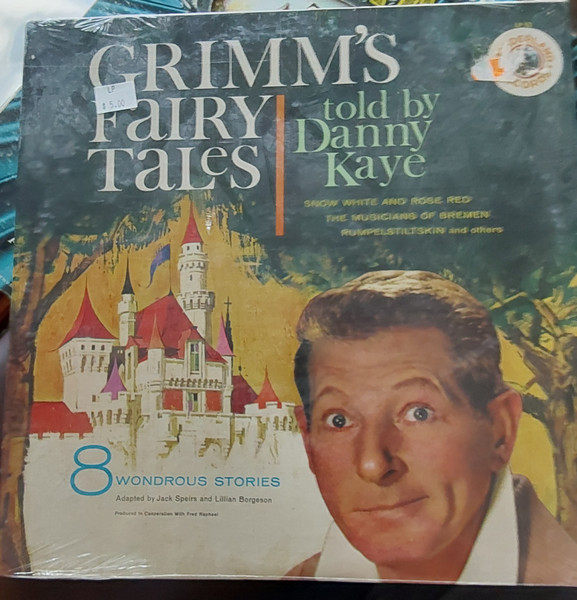 GRIMM'S
FAIRY
TALES
LP
$ 5.00
told by
Danny
Kaye
SNOW WHITE AND ROSE RED
THE MUSICIANS OF BREMEN
RUMPELSTILTSKIN and others
8 WONDROUS STORIES
Adapted by Jack Speirs and Lillian Borgeson
Produced in Cooperation With Fred Raphael